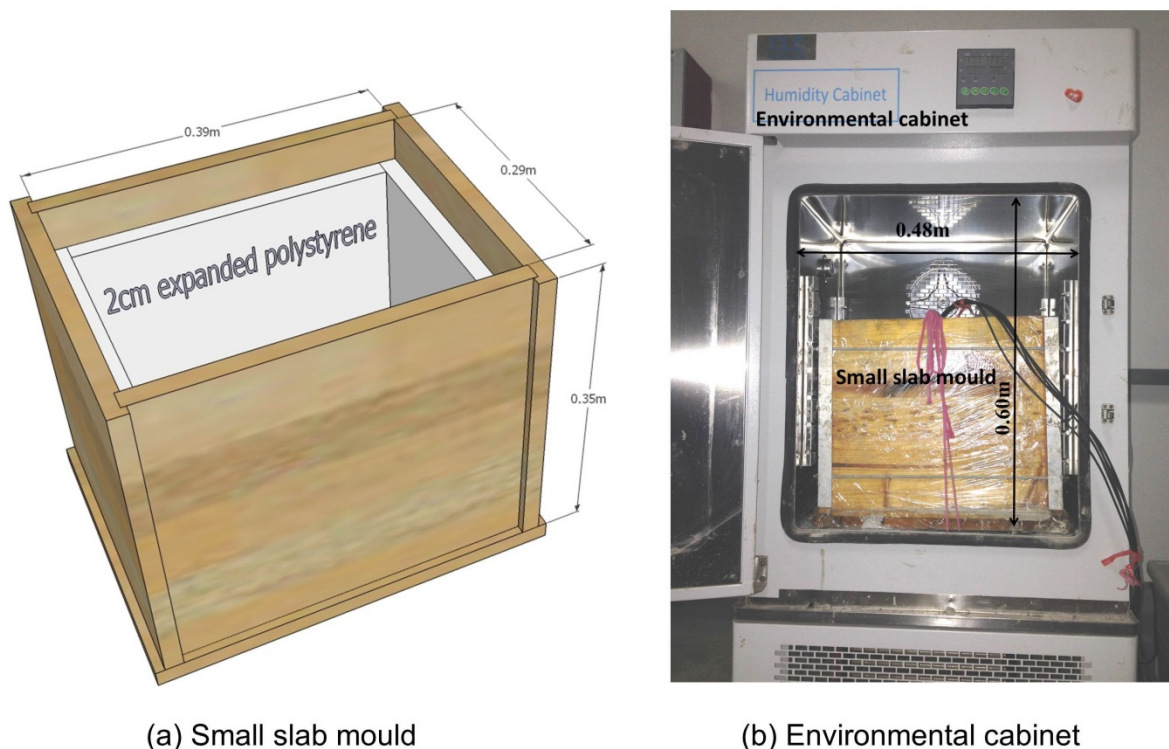 0.39m
0.29m
2cm expanded polystyrene
0.35m
Humidity Cabinet
Environmental cabinet
0.48m
Small slab mould
0.60m
(a) Small slab mould
(b) Environmental cabinet